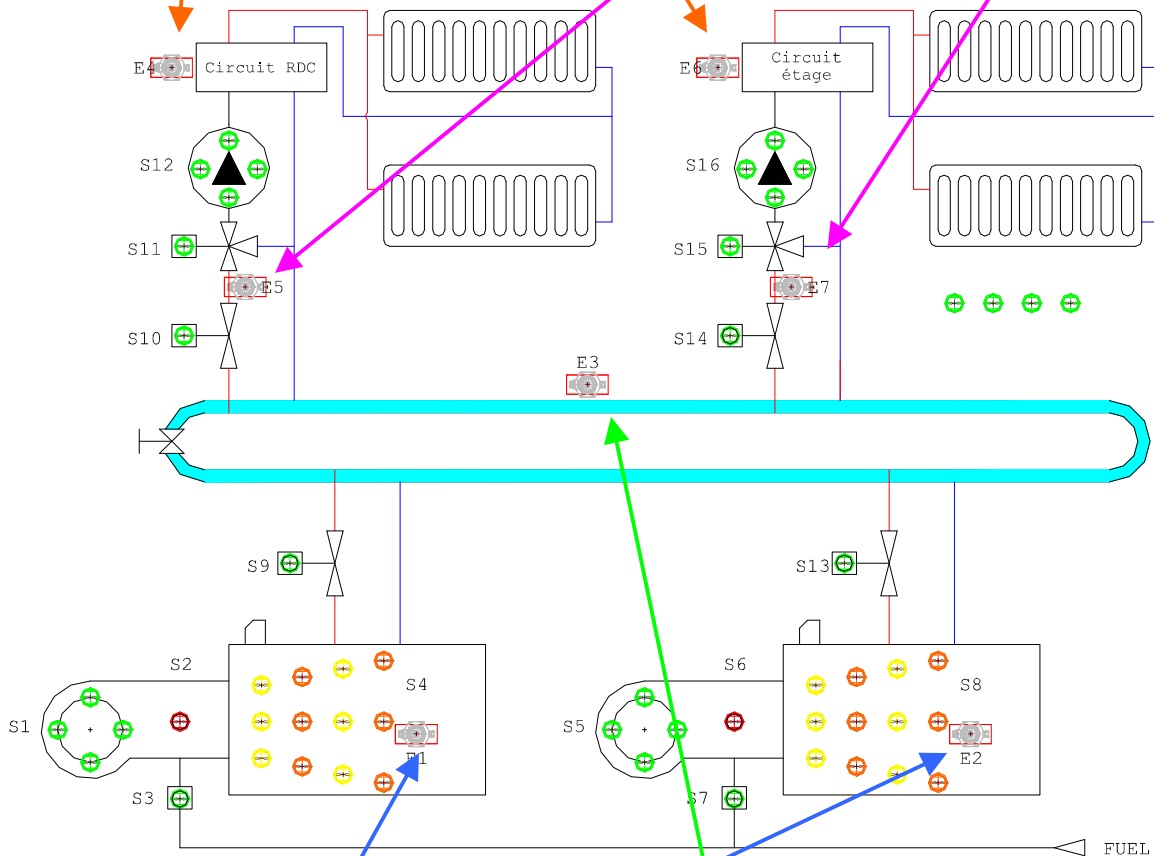 E4
Circuit RDC
E6
Circuit
étage
S12
S16
S11
S15
E5
E7
S10
S14
E3
S9
S13
S2
S6
S4
S8
S1
S5
E1
E2
S3
S7
FUEL